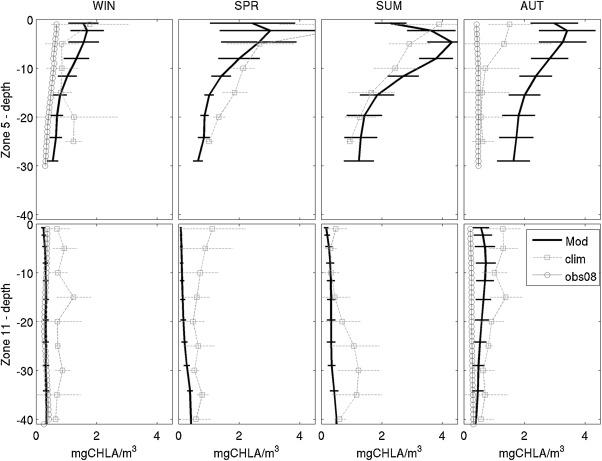 WIN SPR SUM AUT
Zone 5 - depth
0
-10
-20
-30
-40
Zone 11 - depth
0
-10
-20
-30
-40
Mod
clim
obs08
0 2 4 0 2 4 0 2 4 0 2 4
mgCHLA/m³ mgCHLA/m³ mgCHLA/m³ mgCHLA/m³